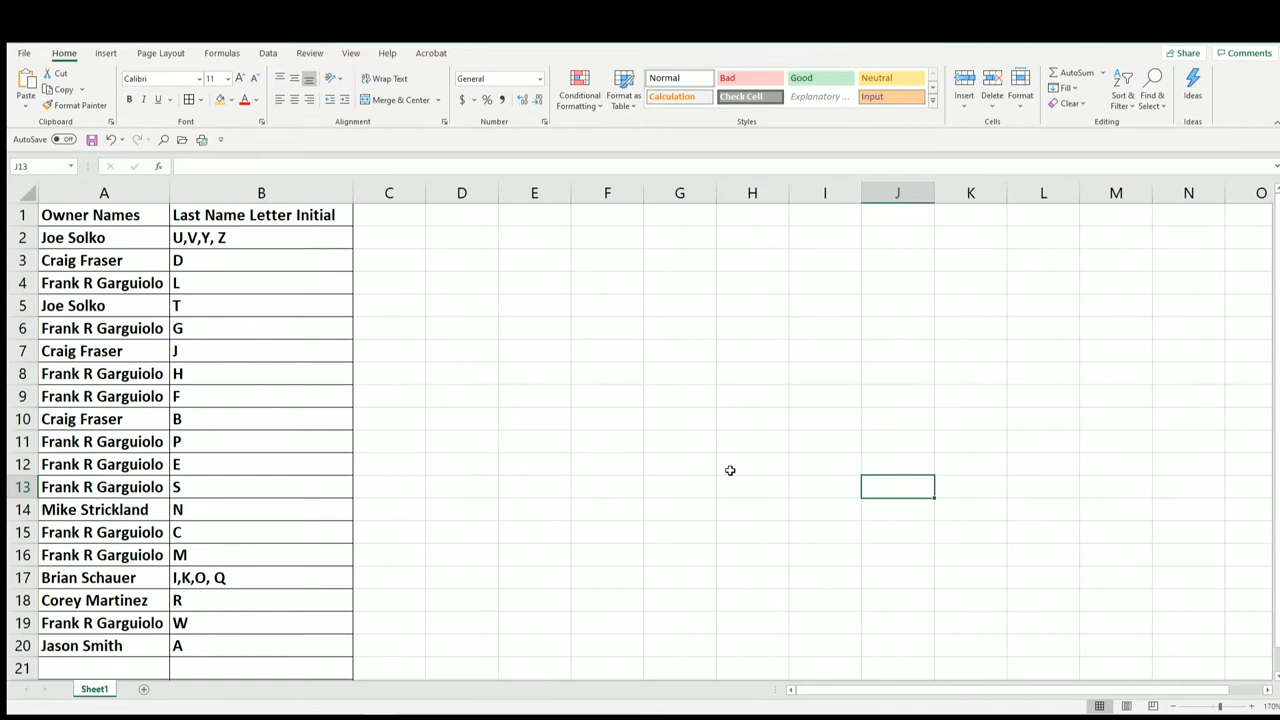 File Home Insert Page Layout Formulas Data Review View Help Acrobat Share Comments
Paste Cut Copy Format Painter Clipboard
Calibri 11 A A B I U A Font
Wrap Text Merge & Center Alignment
General $ % , Number
Conditional Formatting Format as Table
Normal Bad Good Neutral
Calculation Check Cell Explanatory ... Input
Styles
Insert Delete Format Cells
AutoSum Fill Clear Sort & Filter Find & Select Editing
Ideas Ideas
AutoSave Off
J13 fx
A B C D E F G H I J K L M N O
1 Owner Names Last Name Letter Initial
2 Joe Solko U,V,Y, Z
3 Craig Fraser D
4 Frank R Garguiolo L
5 Joe Solko T
6 Frank R Garguiolo G
7 Craig Fraser J
8 Frank R Garguiolo H
9 Frank R Garguiolo F
10 Craig Fraser B
11 Frank R Garguiolo P
12 Frank R Garguiolo E
13 Frank R Garguiolo S
14 Mike Strickland N
15 Frank R Garguiolo C
16 Frank R Garguiolo M
17 Brian Schauer I,K,O, Q
18 Corey Martinez R
19 Frank R Garguiolo W
20 Jason Smith A
21
Sheet1
170%